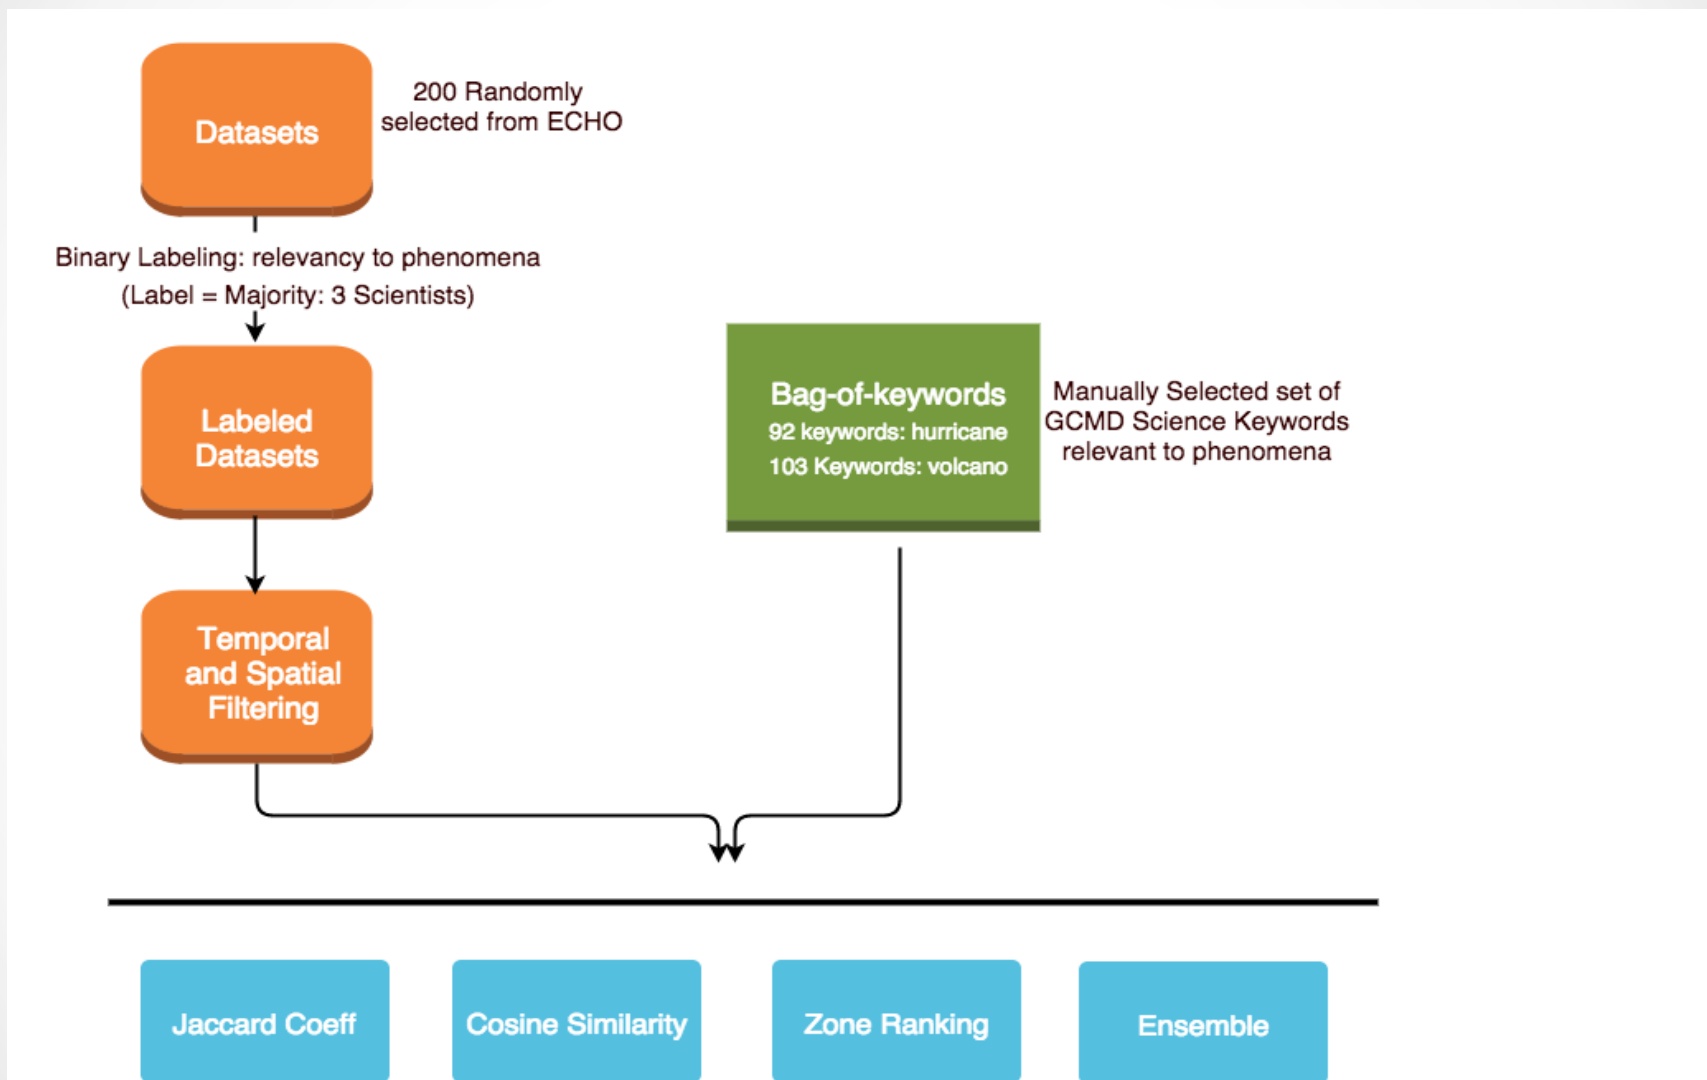 Datasets
200 Randomly
selected from ECHO
Binary Labeling: relevancy to phenomena
(Label = Majority: 3 Scientists)
Labeled
Datasets
Bag-of-keywords
92 keywords: hurricane
103 Keywords: volcano
Manually Selected set of
GCMD Science Keywords
relevant to phenomena
Temporal
and Spatial
Filtering
Jaccard Coeff
Cosine Similarity
Zone Ranking
Ensemble